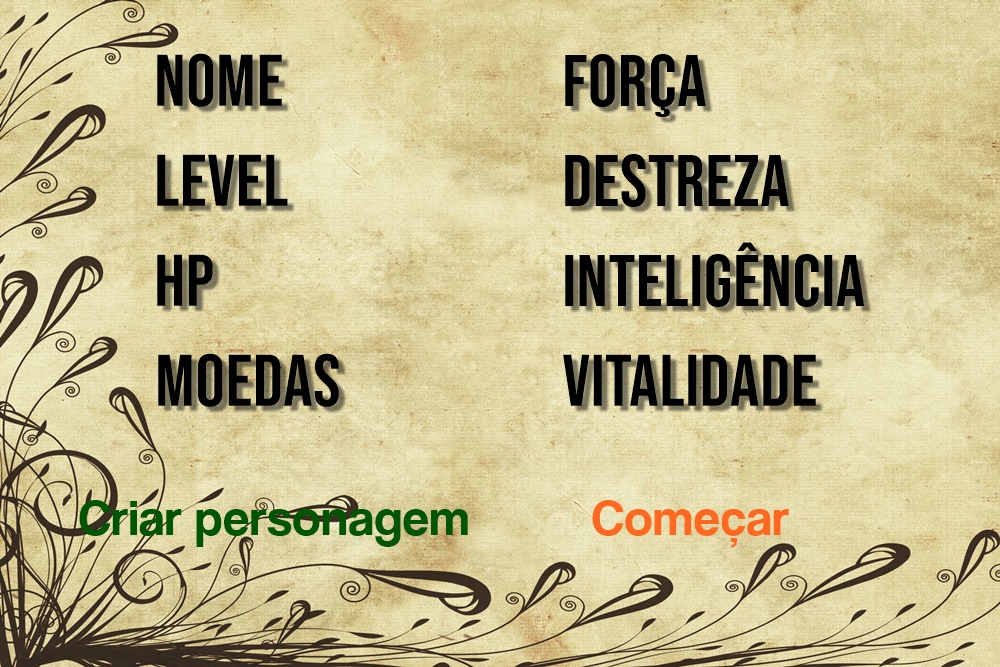 NOME
LEVEL
HP
MOEDAS
FORÇA
DESTREZA
INTELIGÊNCIA
VITALIDADE
Criar personagem
Começar